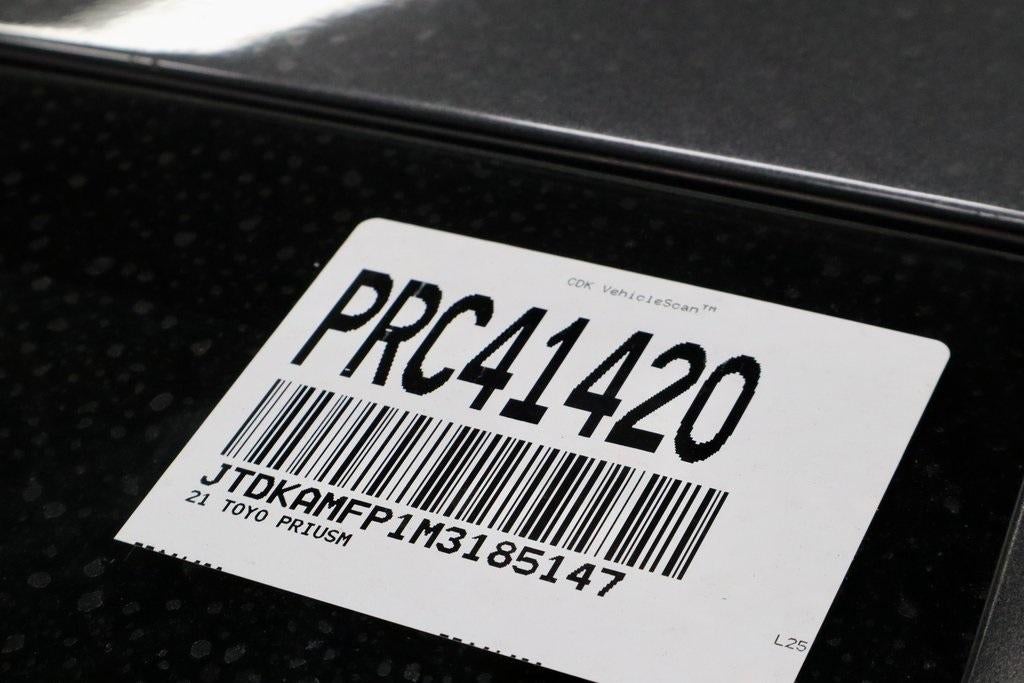 CDK VehicleScan™
PRC41420
JTDKAMFP1M3185147
21 TOYO PRIUSM
L25